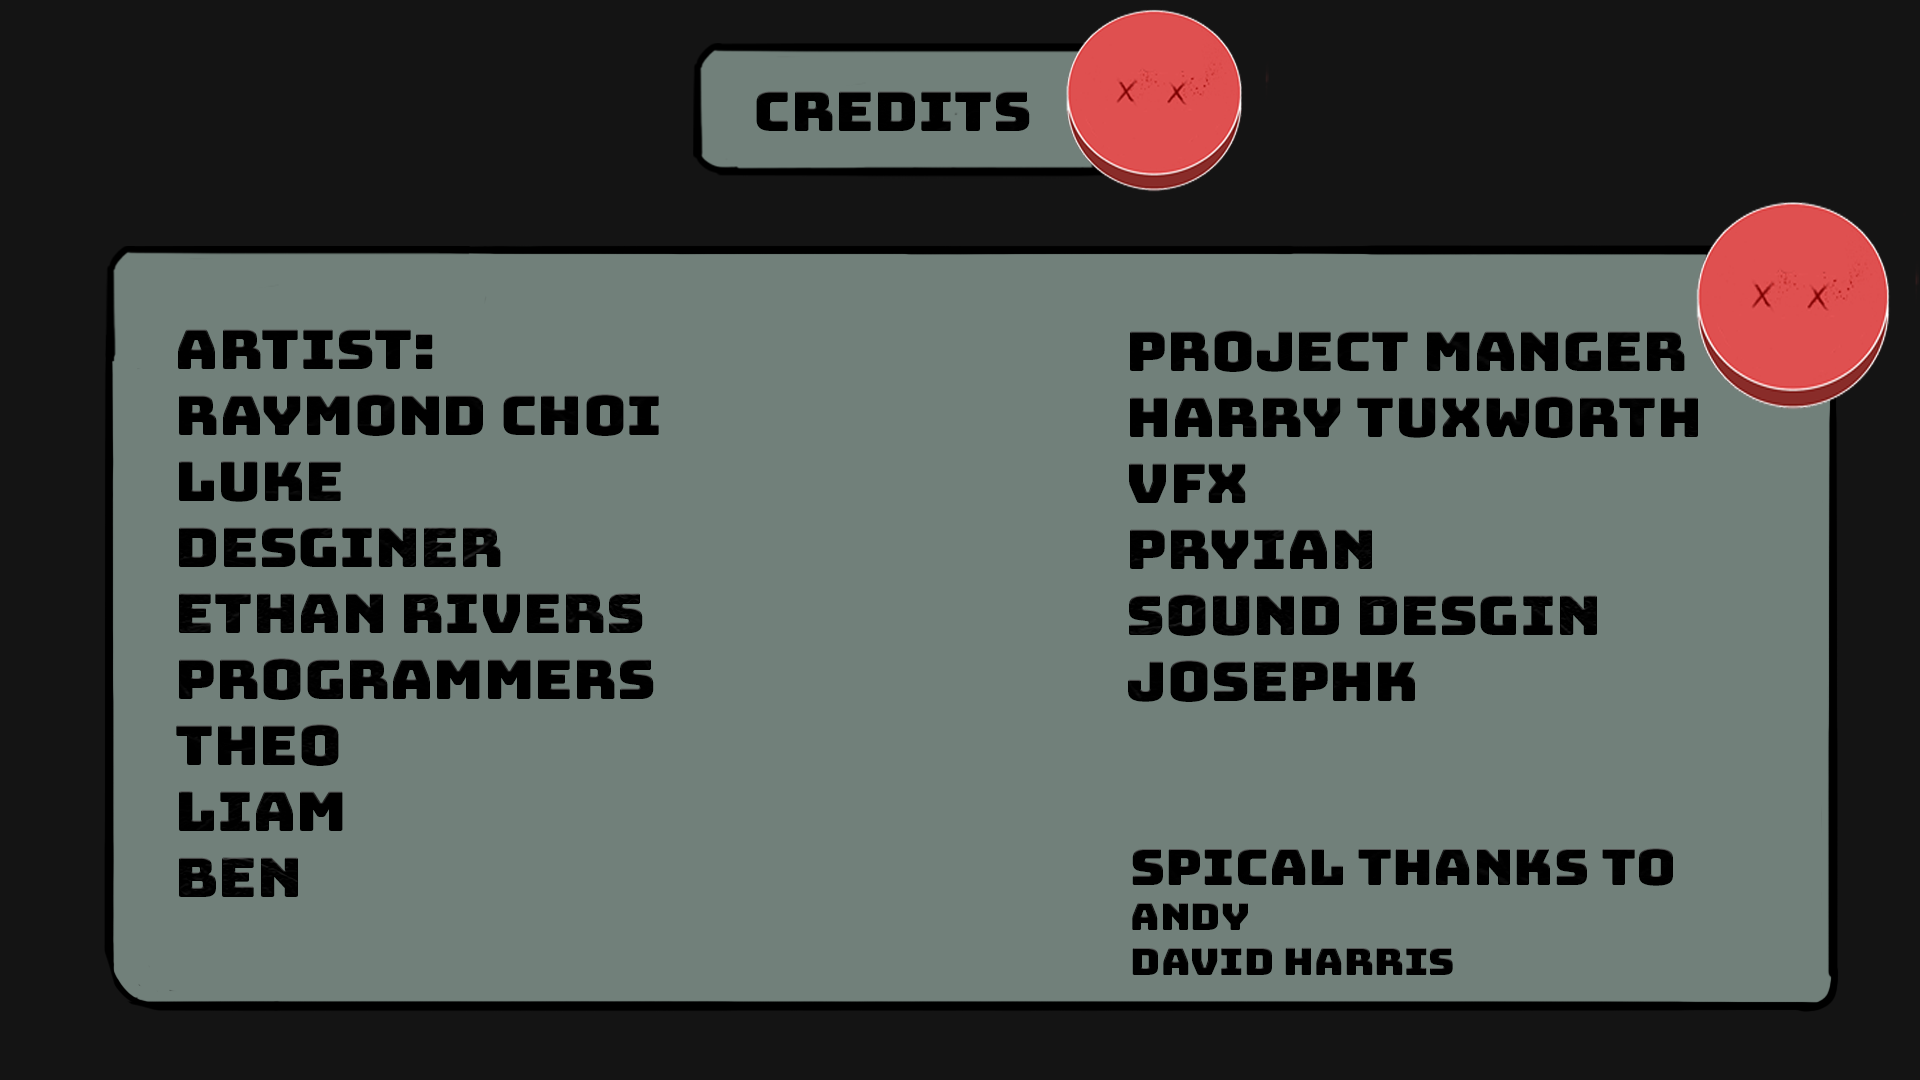 CREDITS
ARTIST:
RAYMOND CHOI
LUKE
DESGINER
ETHAN RIVERS
PROGRAMMERS
THEO
LIAM
BEN
PROJECT MANGER
HARRY TUXWORTH
VFX
PRYIAN
SOUND DESGIN
JOSEPHK
SPICAL THANKS TO
ANDY
DAVID HARRIS